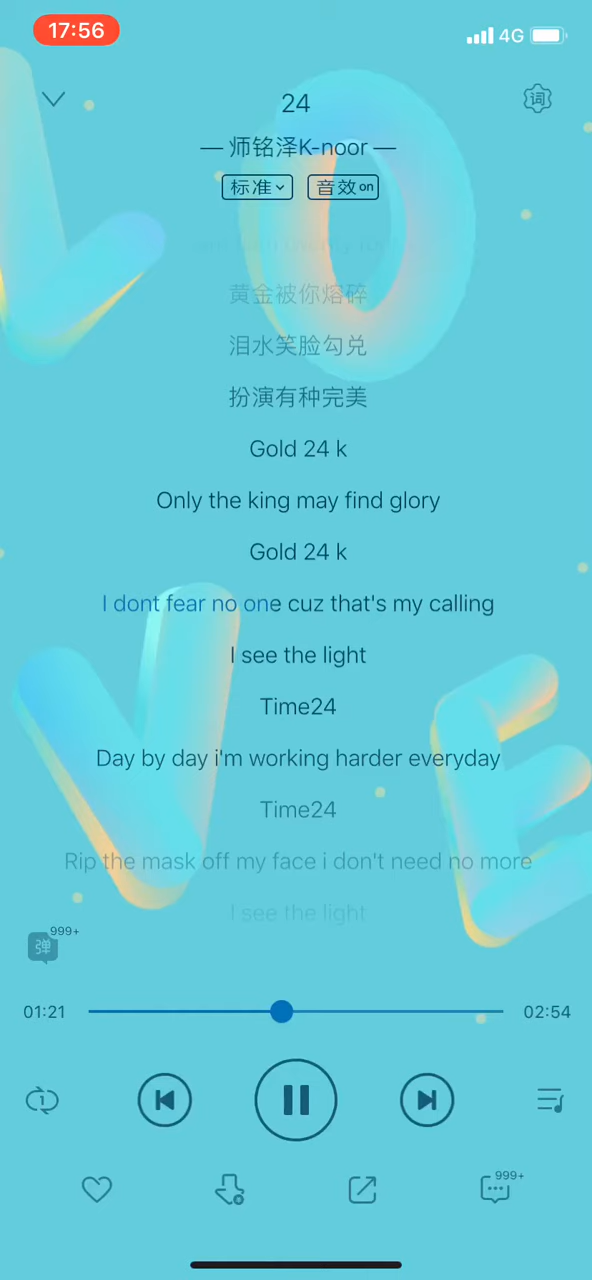 17:56
4G
24
— 师铭泽K-noor —
词
标准 音效on
黄金被你熔碎
泪水笑脸勾兑
扮演有种完美
Gold 24 k
Only the king may find glory
Gold 24 k
I dont fear no one cuz that's my calling
I see the light
Time24
Day by day i'm working harder everyday
Time24
Rip the mask off my face i don't need no more
I see the light
弹 999+
01:21 02:54
1
999+
LOVE